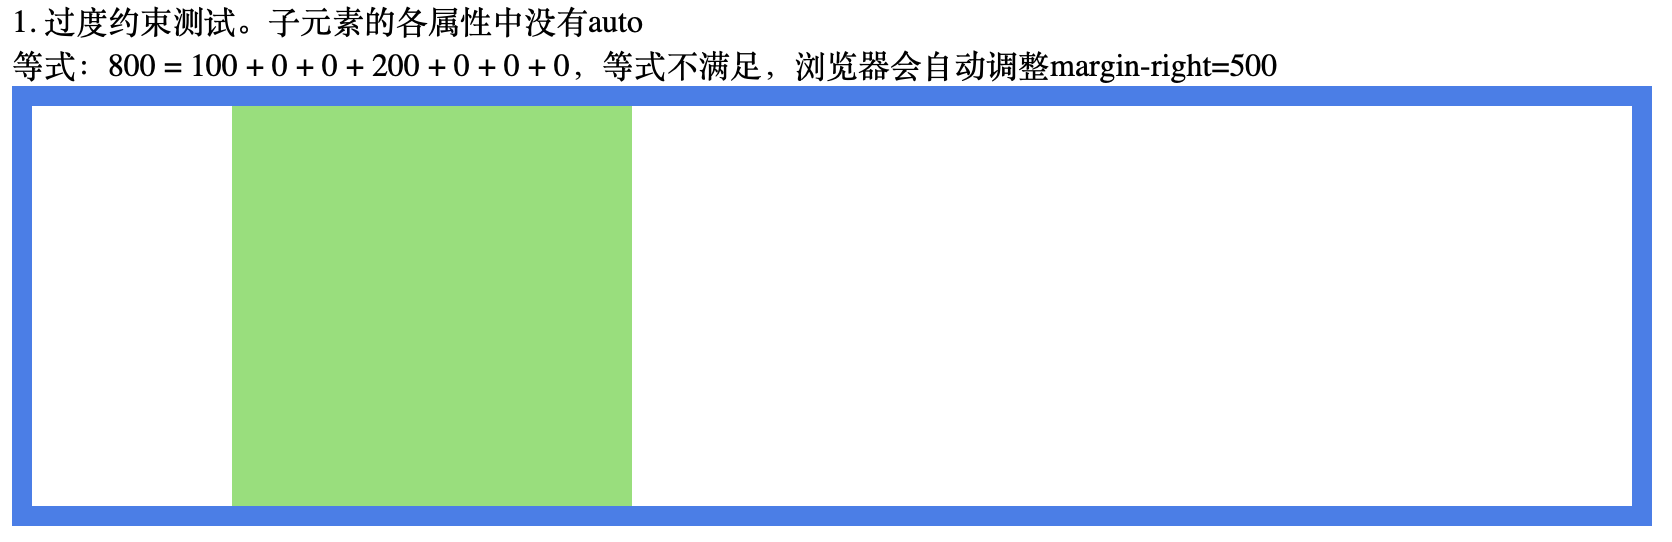 1. 过度约束测试。子元素的各属性中没有auto
等式：800 = 100 + 0 + 0 + 200 + 0 + 0 + 0，等式不满足，浏览器会自动调整margin-right=500